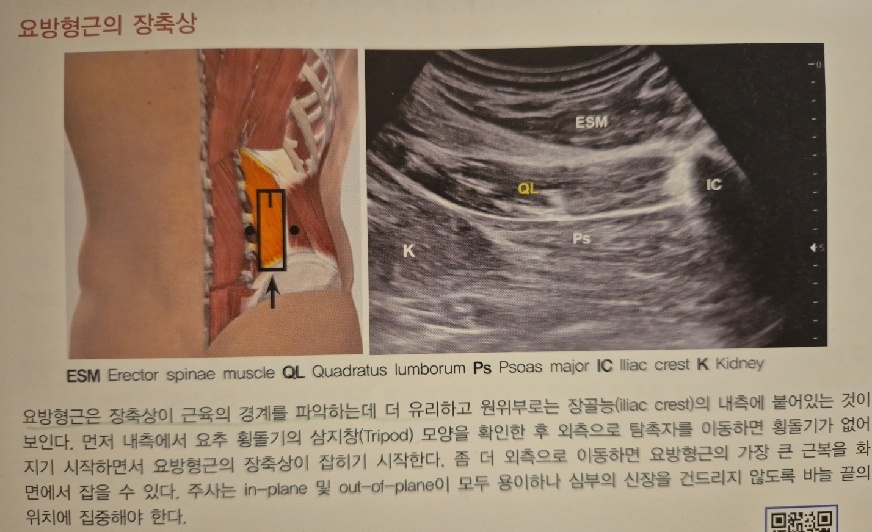 요방형근의 장축상
0
ESM
QL
IC
K
Ps
5
ESM Erector spinae muscle QL Quadratus lumborum Ps Psoas major IC Iliac crest K Kidney
요방형근은 장축상이 근육의 경계를 파악하는데 더 유리하고 원위부로는 장골능(iliac crest)의 내측에 붙어있는 것이
보인다. 먼저 내측에서 요추 횡돌기의 삼지창(Tripod) 모양을 확인한 후 외측으로 탐촉자를 이동하면 횡돌기가 없어
지기 시작하면서 요방형근의 장축상이 잡히기 시작한다. 좀 더 외측으로 이동하면 요방형근의 가장 큰 근복을 화
면에서 잡을 수 있다. 주사는 in-plane 및 out-of-plane이 모두 용이하나 심부의 신장을 건드리지 않도록 바늘 끝의
위치에 집중해야 한다.